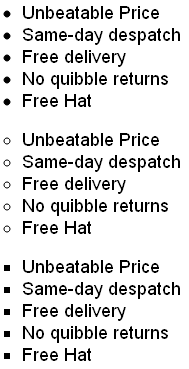 ● Unbeatable Price
● Same-day despatch
● Free delivery
● No quibble returns
● Free Hat
○ Unbeatable Price
○ Same-day despatch
○ Free delivery
○ No quibble returns
○ Free Hat
■ Unbeatable Price
■ Same-day despatch
■ Free delivery
■ No quibble returns
■ Free Hat